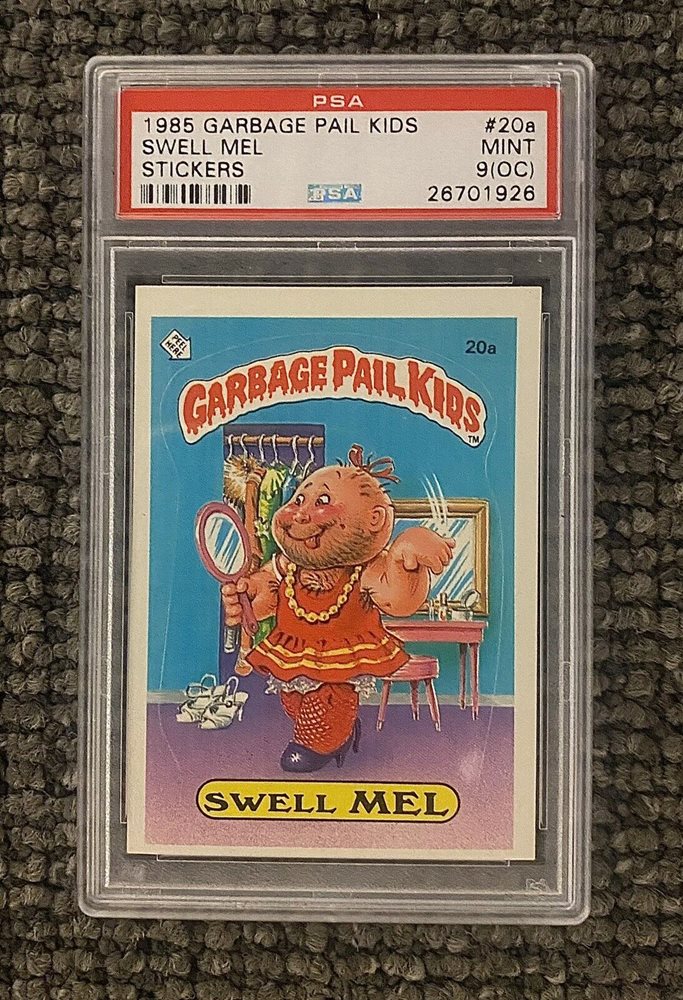 PSA
1985 GARBAGE PAIL KIDS #20a
SWELL MEL MINT
STICKERS 9(OC)
PSA 26701926
PEEL
HERE
20a
GARBAGE PAIL KIDS
TM
SWELL MEL